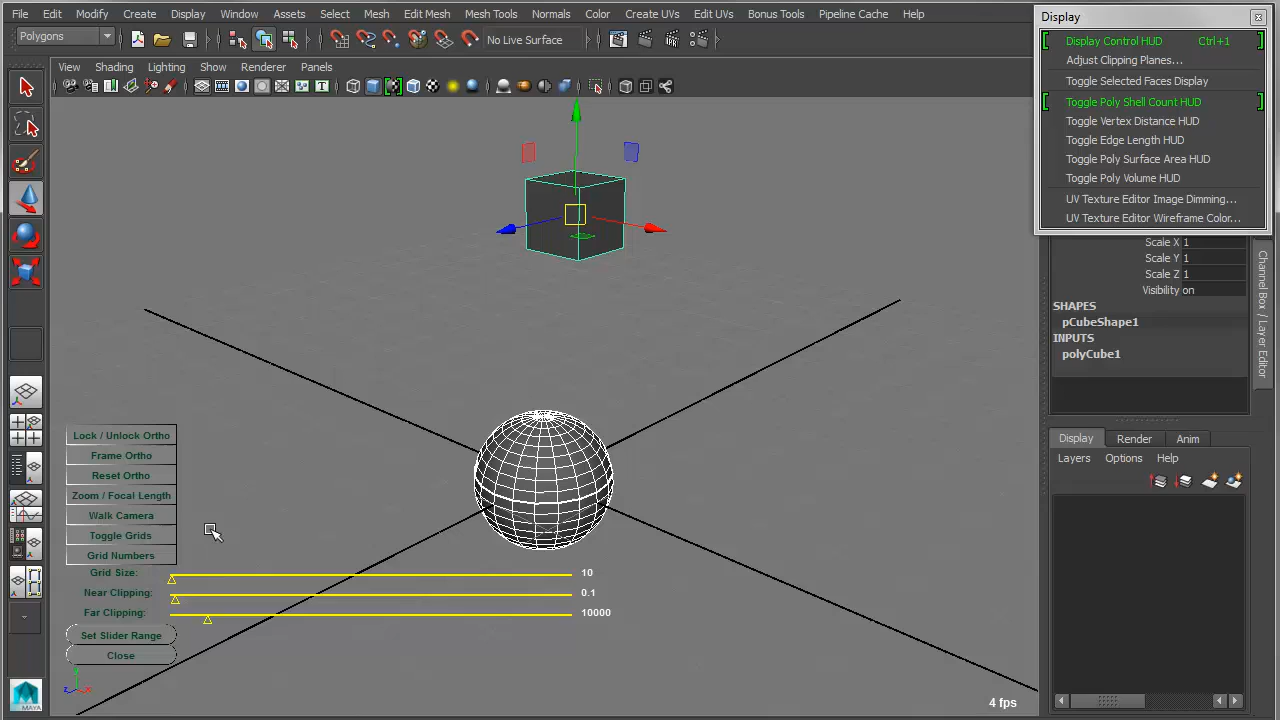 File Edit Modify Create Display Window Assets Select Mesh Edit Mesh Mesh Tools Normals Color Create UVs Edit UVs Bonus Tools Pipeline Cache Help
Polygons
No Live Surface
View Shading Lighting Show Renderer Panels
Display
Display Control HUD Ctrl+1
Adjust Clipping Planes...
Toggle Selected Faces Display
Toggle Poly Shell Count HUD
Toggle Vertex Distance HUD
Toggle Edge Length HUD
Toggle Poly Surface Area HUD
Toggle Poly Volume HUD
UV Texture Editor Image Dimming...
UV Texture Editor Wireframe Color...
Scale X 1
Scale Y 1
Scale Z 1
Visibility on
SHAPES
pCubeShape1
INPUTS
polyCube1
Channel Box / Layer Editor
Display Render Anim
Layers Options Help
Lock / Unlock Ortho
Frame Ortho
Reset Ortho
Zoom / Focal Length
Walk Camera
Toggle Grids
Grid Numbers
Grid Size: 10
Near Clipping: 0.1
Far Clipping: 10000
Set Slider Range
Close
z x
4 fps
MAYA